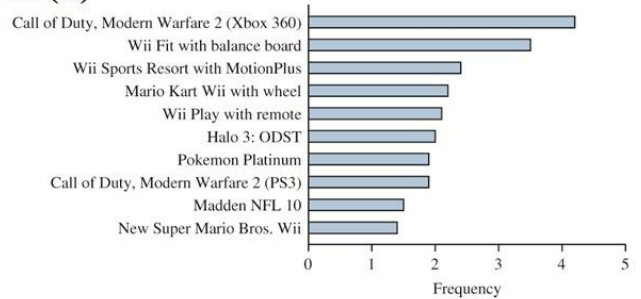 Call of Duty, Modern Warfare 2 (Xbox 360)
Wii Fit with balance board
Wii Sports Resort with MotionPlus
Mario Kart Wii with wheel
Wii Play with remote
Halo 3: ODST
Pokemon Platinum
Call of Duty, Modern Warfare 2 (PS3)
Madden NFL 10
New Super Mario Bros. Wii
0 1 2 3 4 5
Frequency